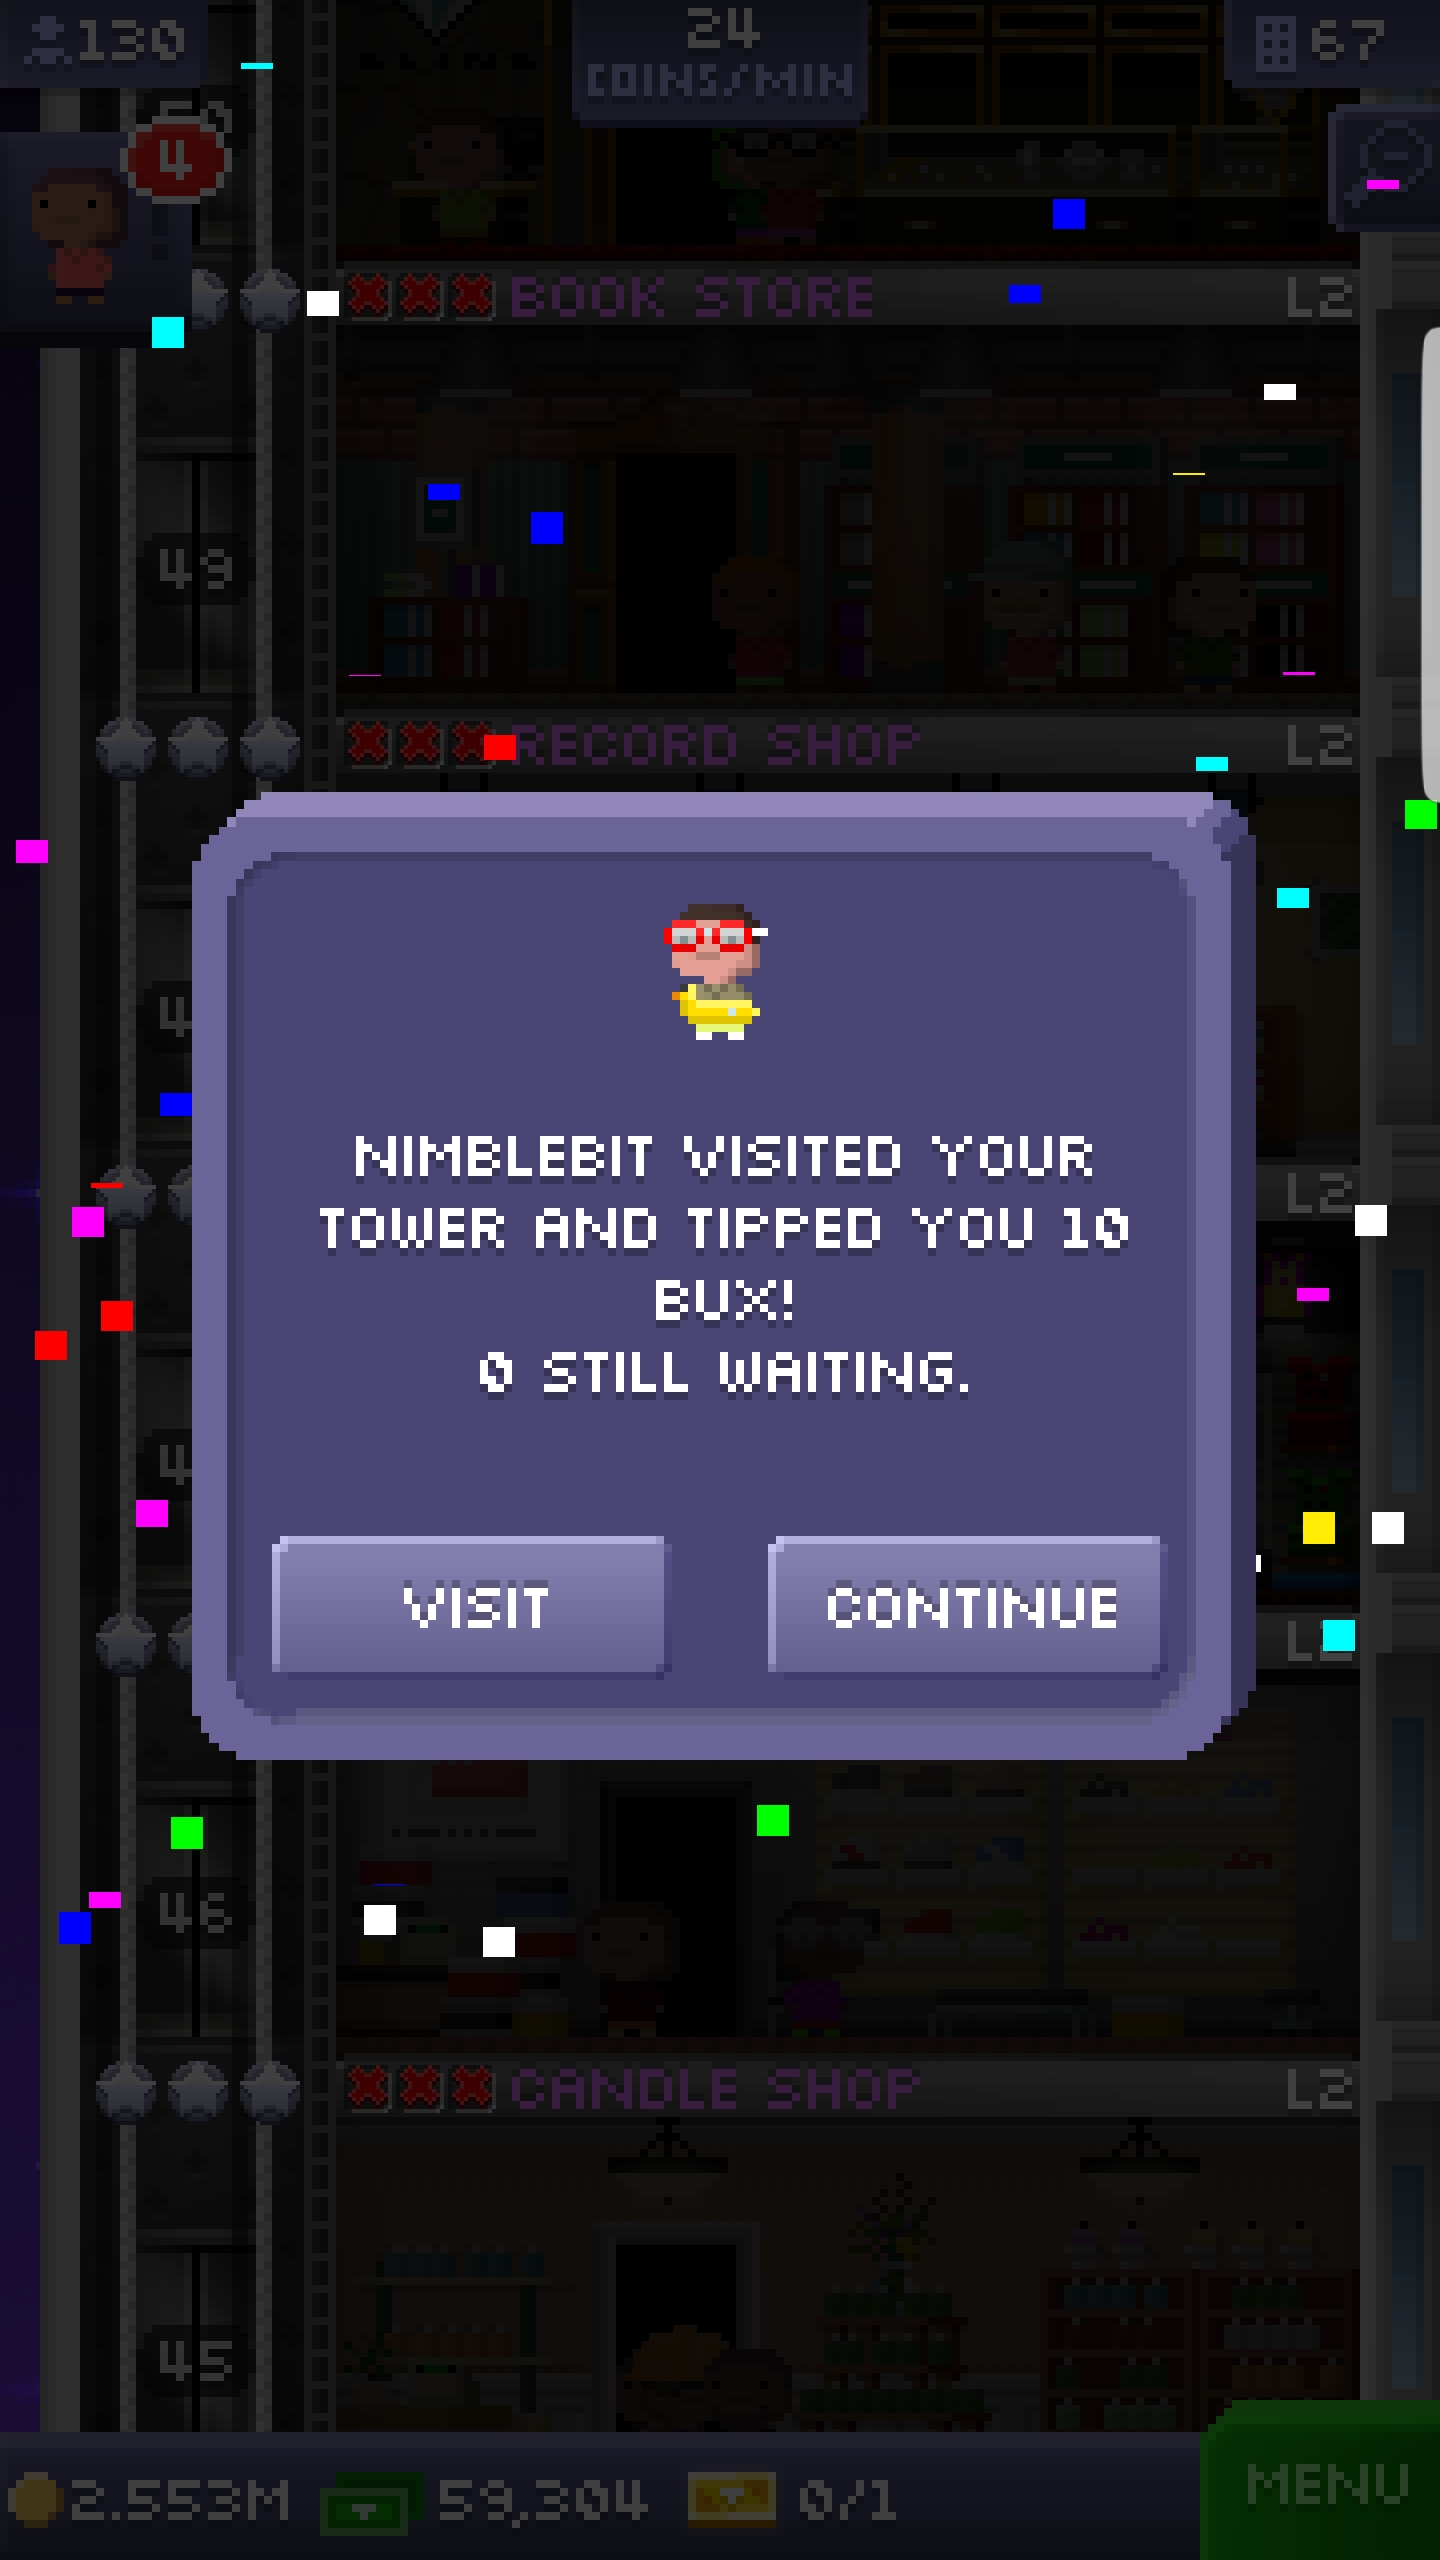 130
24
COINS/MIN
67
4
BOOK STORE L2
49
RECORD SHOP L2
NIMBLEBIT VISITED YOUR
TOWER AND TIPPED YOU 10
BUX!
0 STILL WAITING.
L2
VISIT CONTINUE
46
CANDLE SHOP L2
45
2.553M 59,304 0/1 MENU